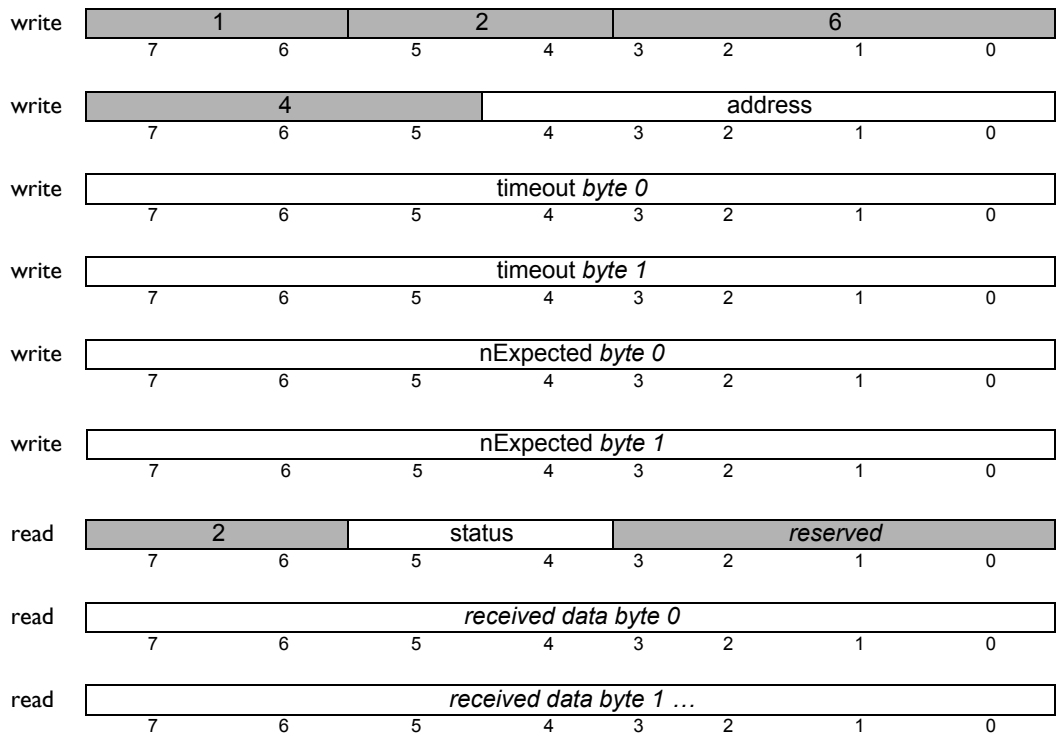 write 1 2 6
7 6 5 4 3 2 1 0
write 4 address
7 6 5 4 3 2 1 0
write timeout byte 0
7 6 5 4 3 2 1 0
write timeout byte 1
7 6 5 4 3 2 1 0
write nExpected byte 0
7 6 5 4 3 2 1 0
write nExpected byte 1
7 6 5 4 3 2 1 0
read 2 status reserved
7 6 5 4 3 2 1 0
read received data byte 0
7 6 5 4 3 2 1 0
read received data byte 1 …
7 6 5 4 3 2 1 0